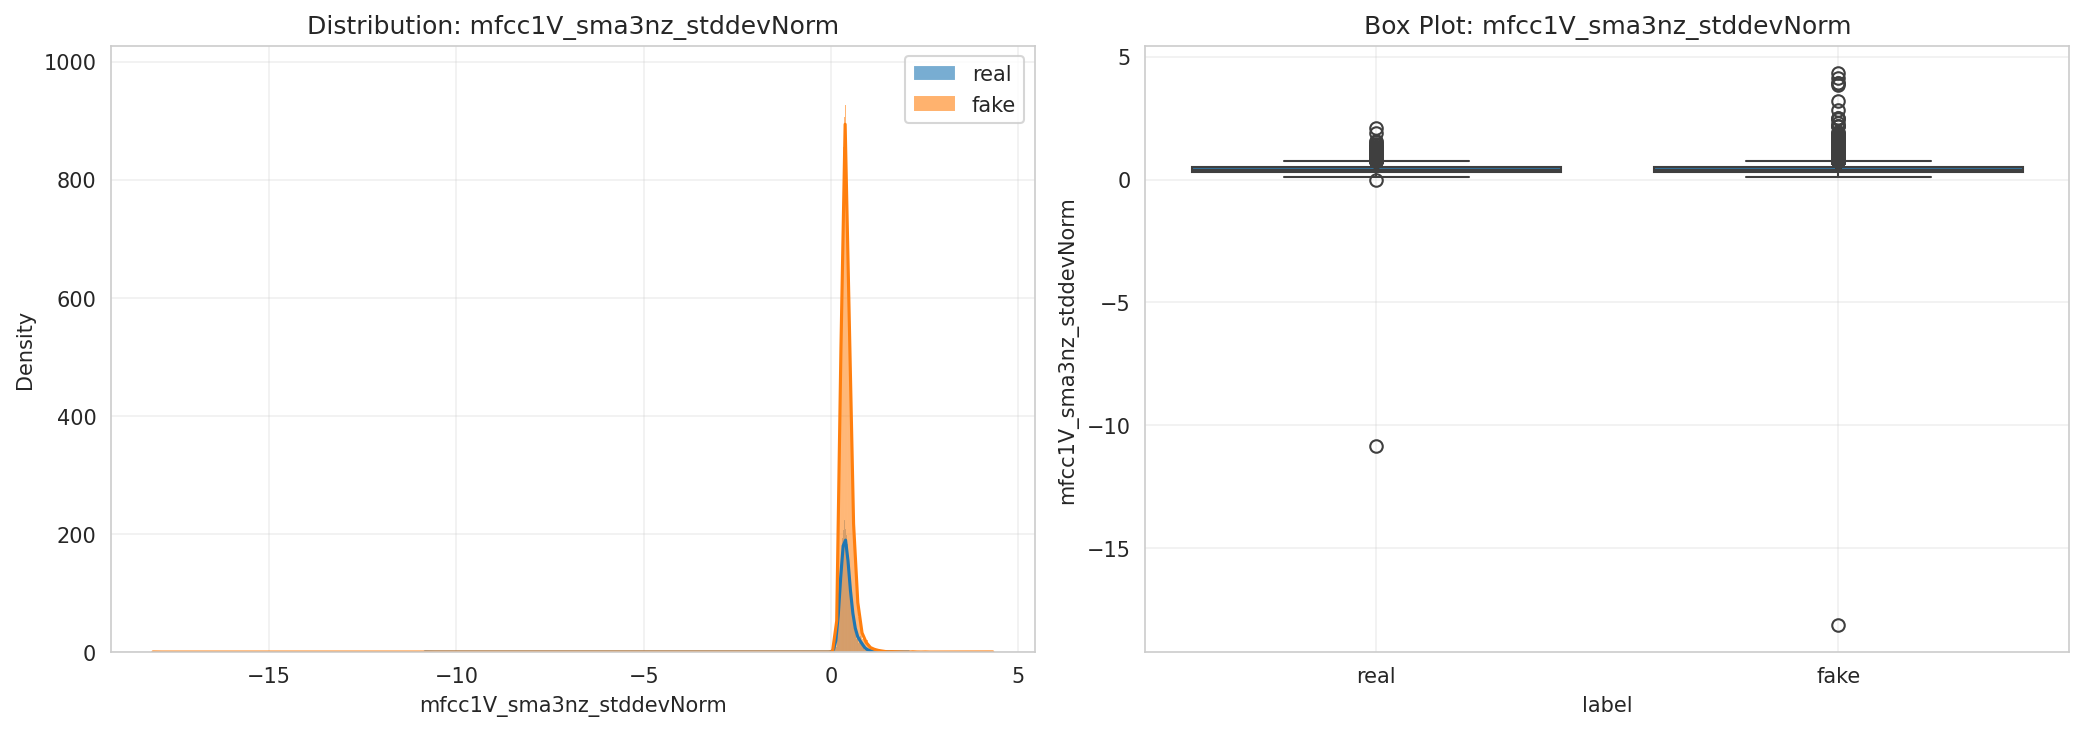 Distribution: mfcc1V_sma3nz_stddevNorm
1000
800
600
400
200
0
Density
−15
−10
−5
0
5
mfcc1V_sma3nz_stddevNorm
real
fake
Box Plot: mfcc1V_sma3nz_stddevNorm
5
0
−5
−10
−15
mfcc1V_sma3nz_stddevNorm
real
fake
label